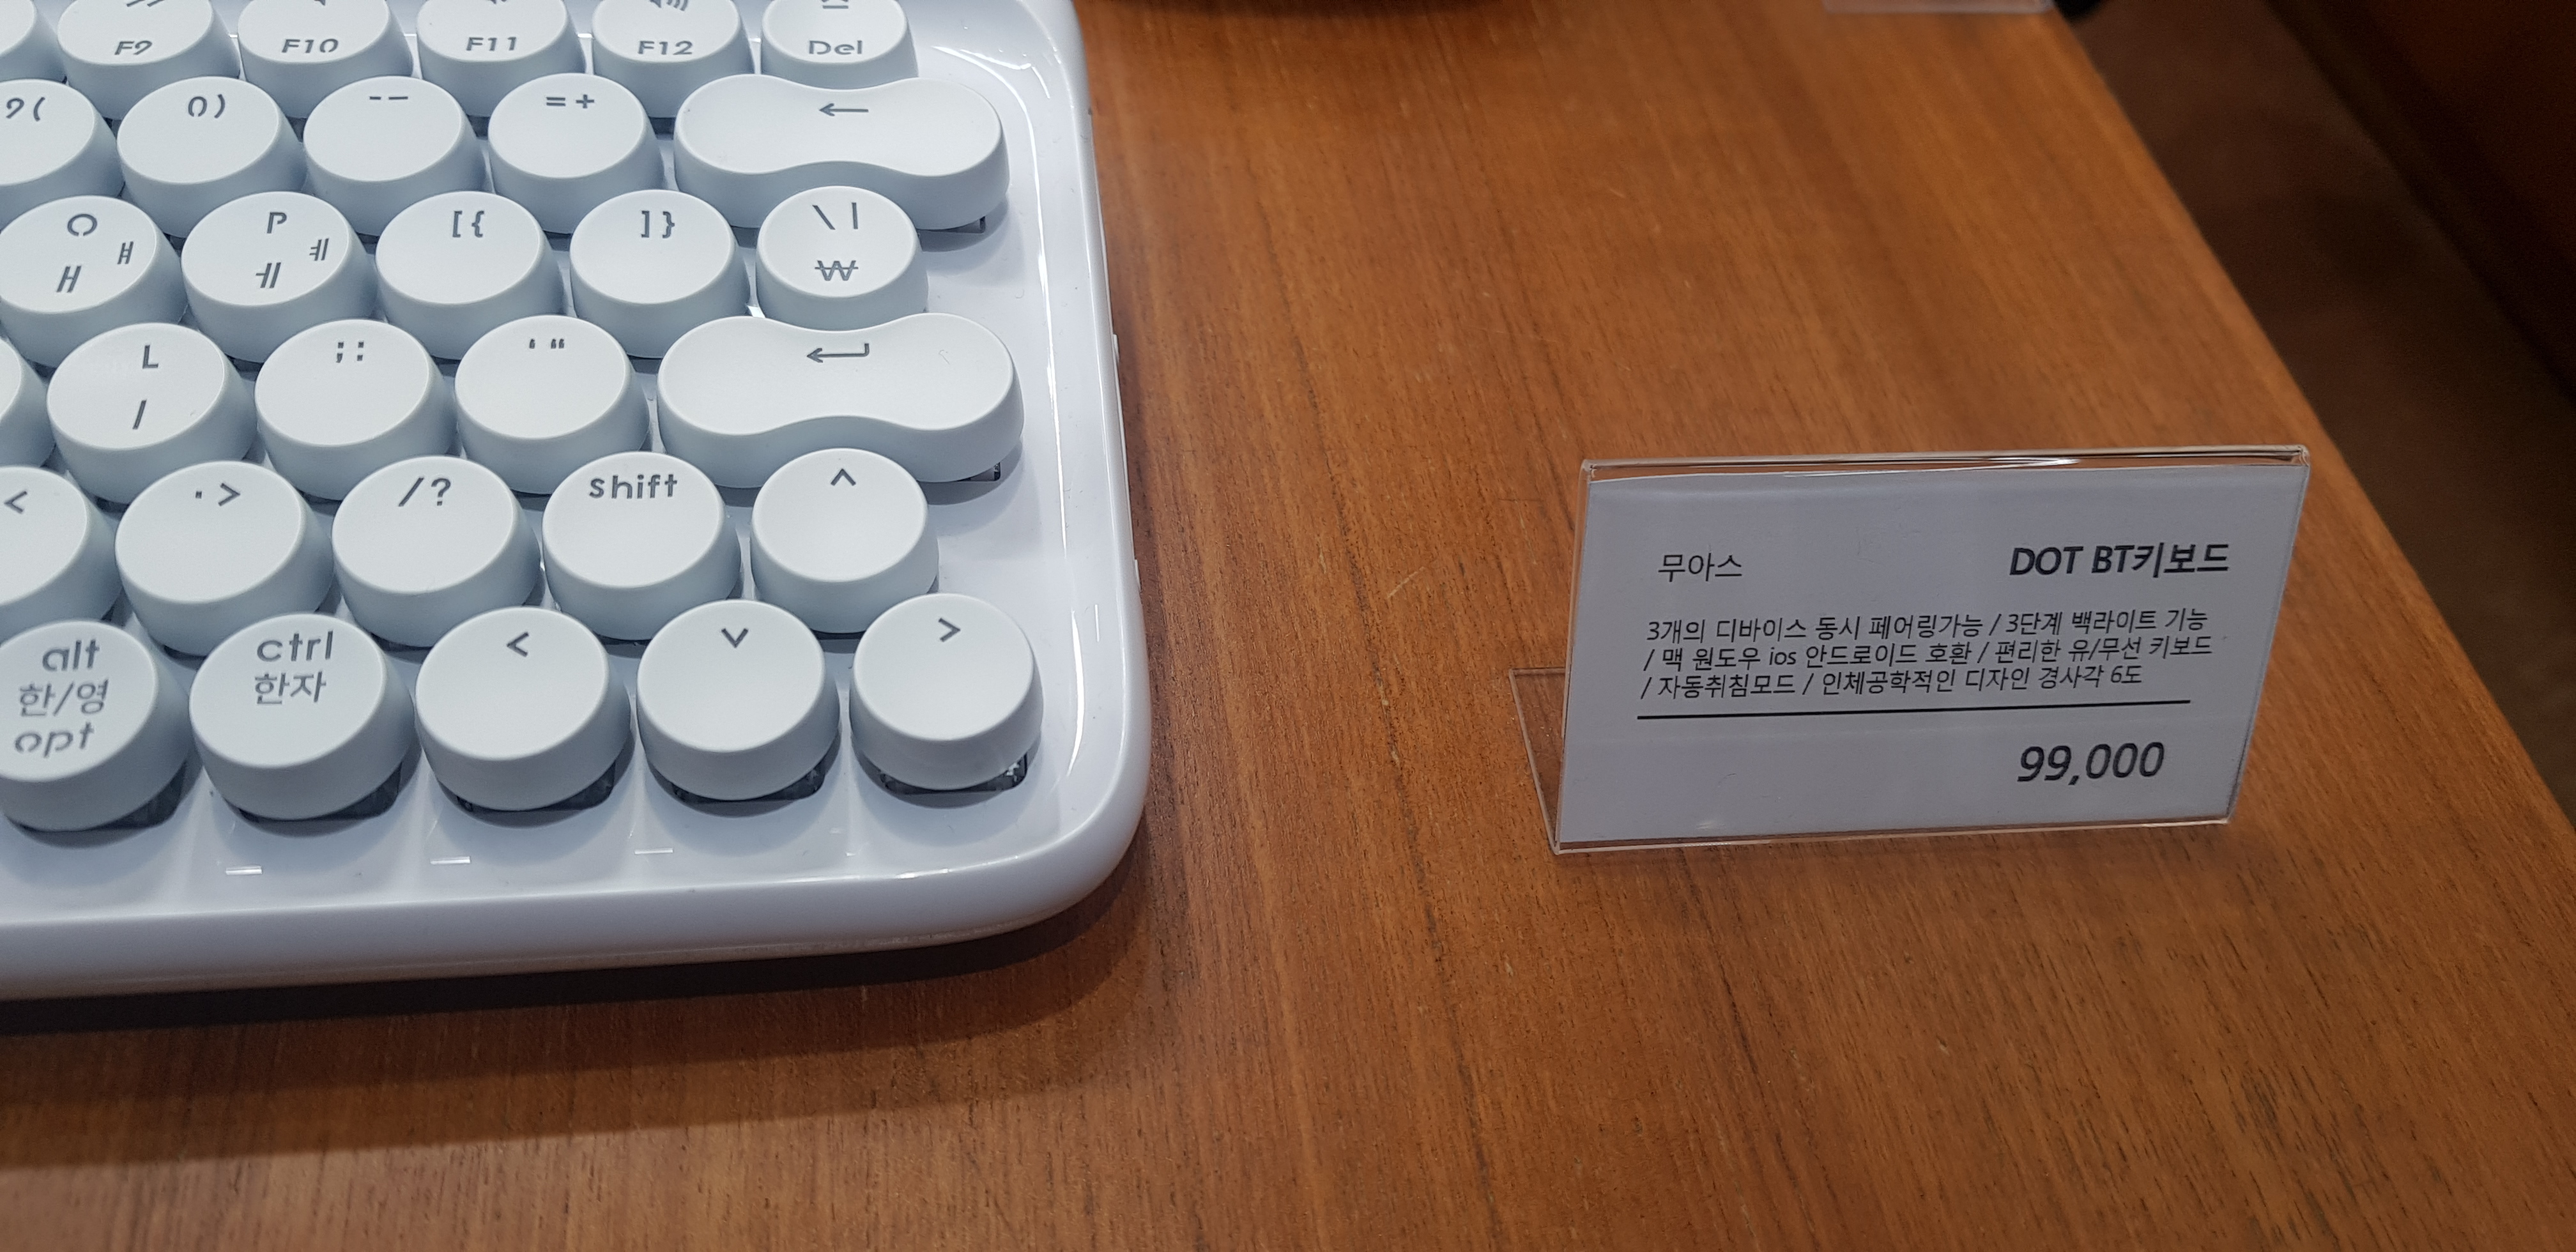 F9 F10 F11 F12 Del
9( 0) -- =+ ←
O ㅐ ㅒ P ㅔ ㅖ [{ ]} \| ₩
L ㅣ ;: ' “
< > /? shift ^
alt ctrl < v >
한/영 한자
opt
무아스 DOT BT키보드
3개의 디바이스 동시 페어링가능 / 3단계 백라이트 기능
/ 맥 원도우 ios 안드로이드 호환 / 편리한 유/무선 키보드
/ 자동취침모드 / 인체공학적인 디자인 경사각 6도
99,000